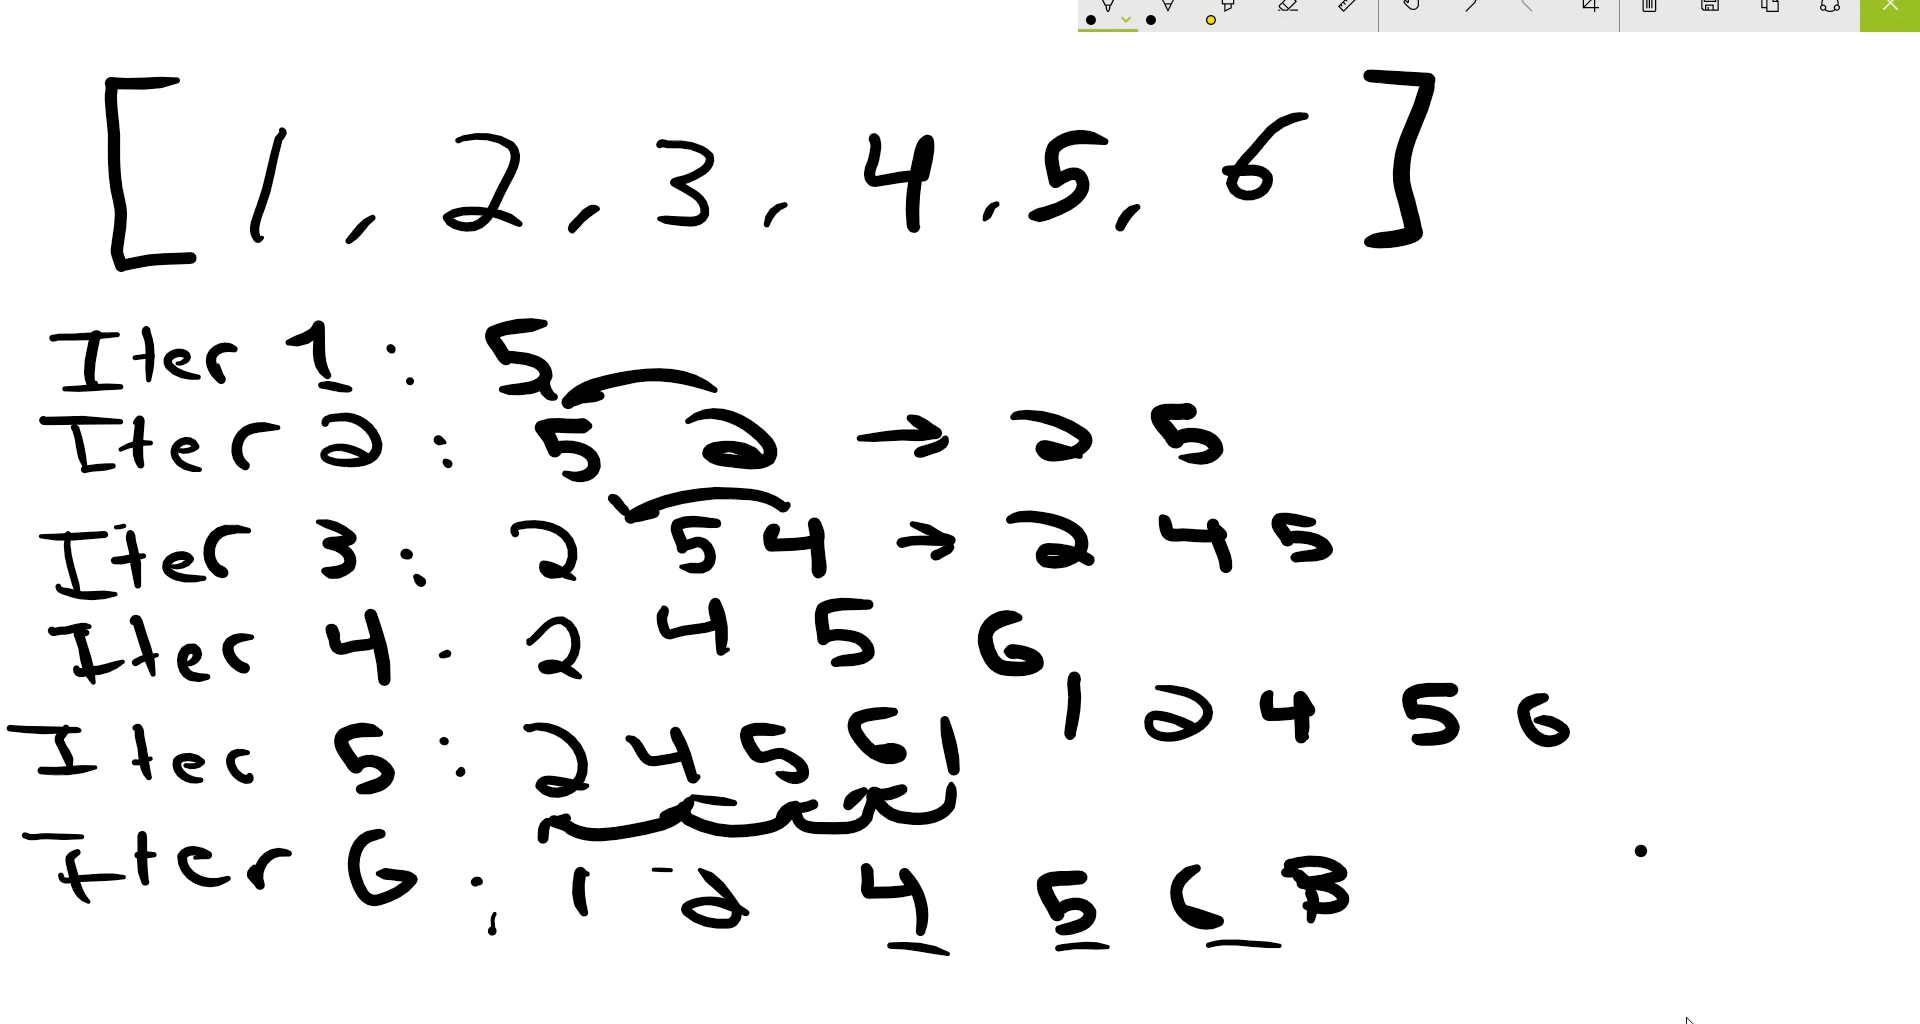 [ 1, 2, 3, 4, 5, 6 ]
Iter 1: 5
Iter 2: 5 2 → 2 5
Iter 3: 2 5 4 → 2 4 5
Iter 4: 2 4 5 6
Iter 5: 2 4 5 6 1 1 2 4 5 6
Iter 6: 1 2 4 5 6 3